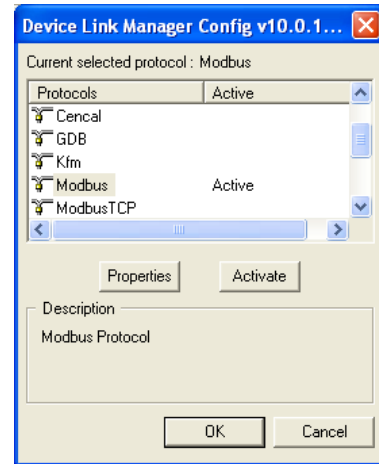 Device Link Manager Config v10.0.1...
Current selected protocol : Modbus
Protocols Active
Cencal
GDB
Kfm
Modbus Active
ModbusTCP
Properties Activate
Description
Modbus Protocol
OK Cancel